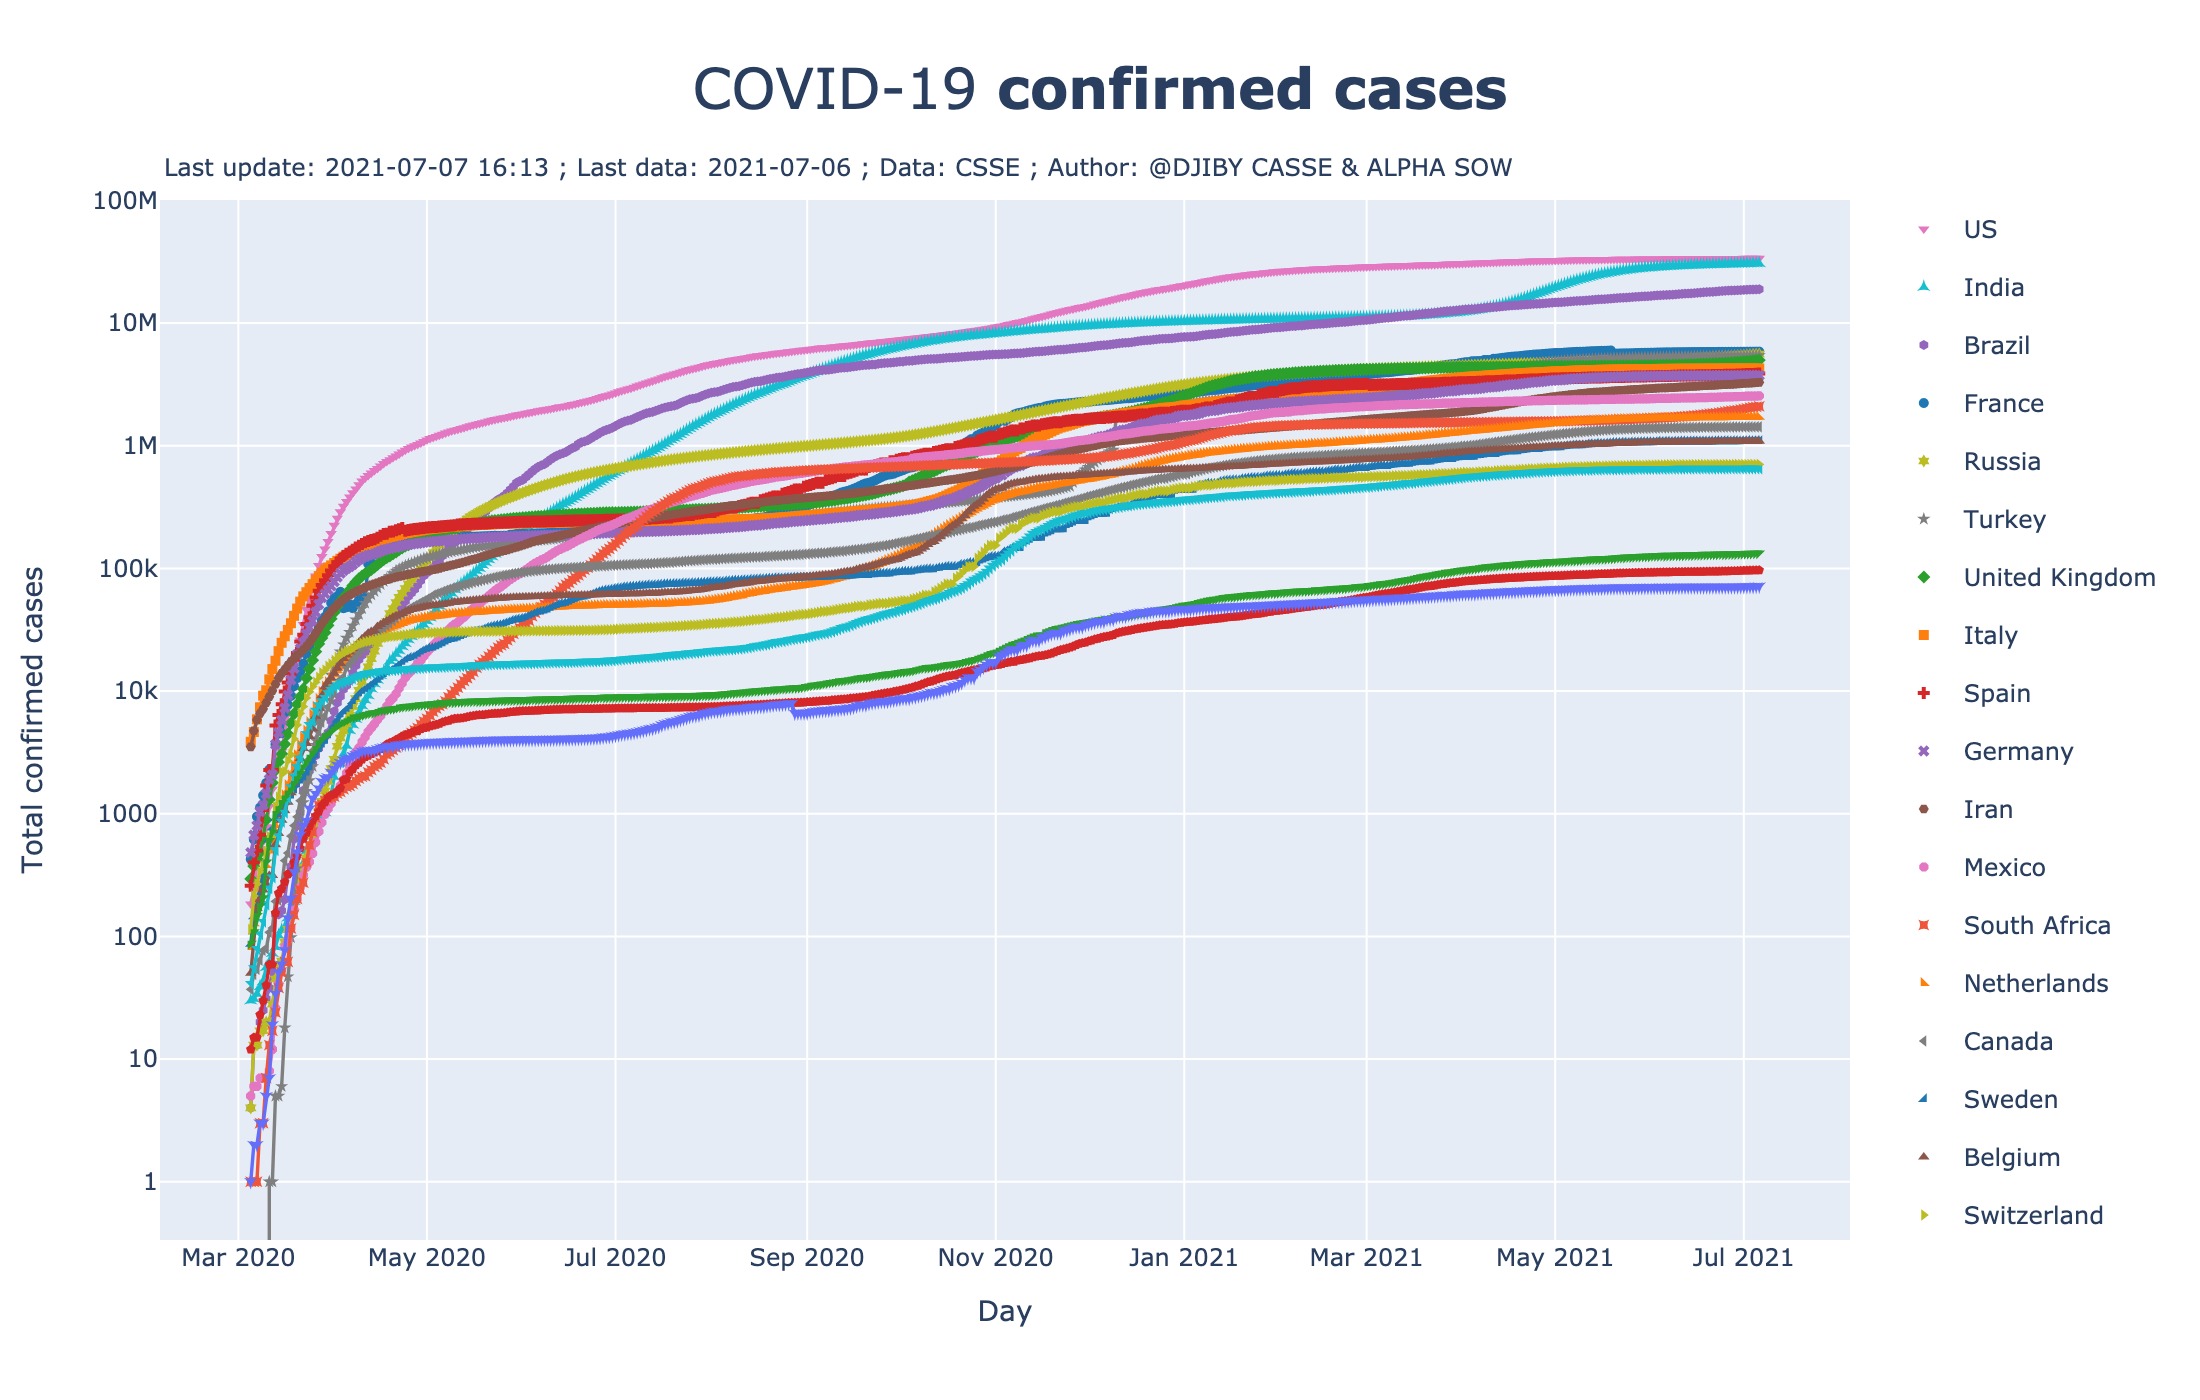 COVID-19 confirmed cases
Last update: 2021-07-07 16:13 ; Last data: 2021-07-06 ; Data: CSSE ; Author: @DJIBY CASSE & ALPHA SOW
Total confirmed cases
100M
10M
1M
100k
10k
1000
100
10
1
Mar 2020
May 2020
Jul 2020
Sep 2020
Nov 2020
Jan 2021
Mar 2021
May 2021
Jul 2021
Day
US
India
Brazil
France
Russia
Turkey
United Kingdom
Italy
Spain
Germany
Iran
Mexico
South Africa
Netherlands
Canada
Sweden
Belgium
Switzerland